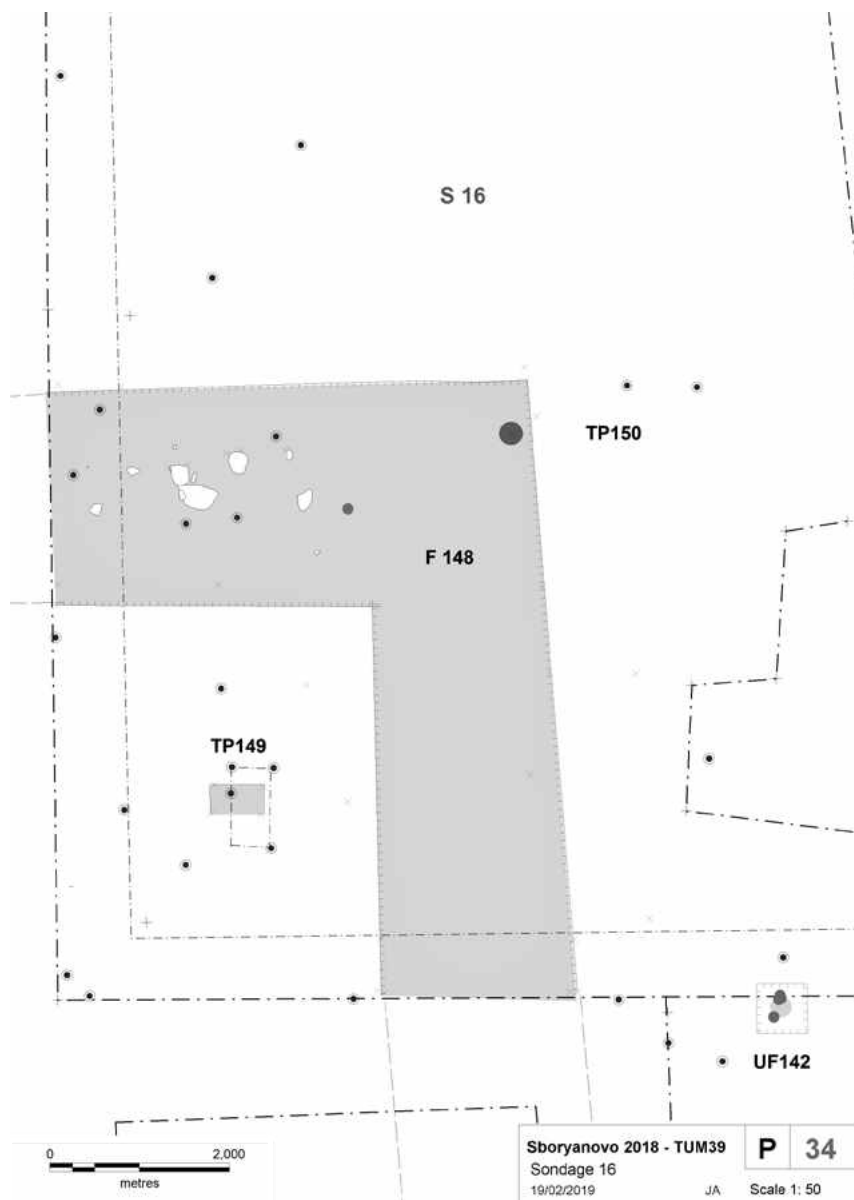 S 16
TP150
F 148
TP149
UF142
0 2,000
metres
Sboryanovo 2018 - TUM39
P 34
Sondage 16
19/02/2019 JA Scale 1: 50